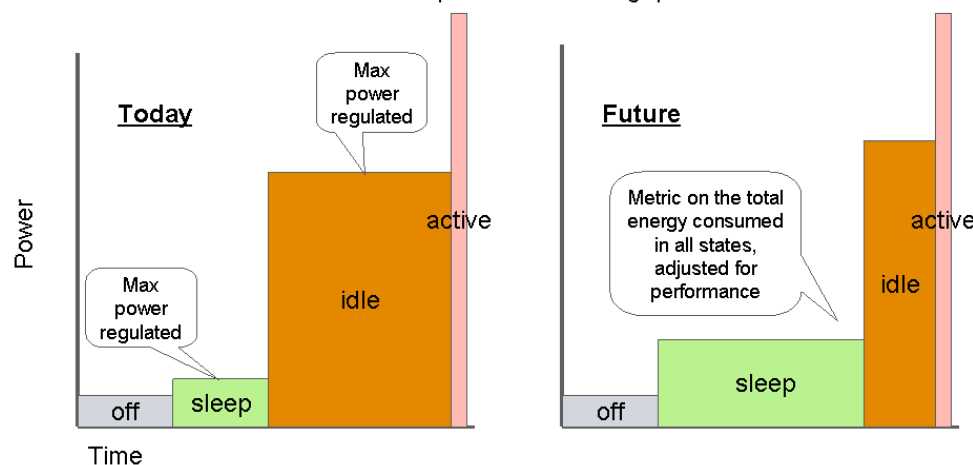 Today
Max
power
regulated
Power
active
idle
Max
power
regulated
off
sleep
Time
Future
Metric on the total
energy consumed
in all states,
adjusted for
performance
active
idle
sleep
off